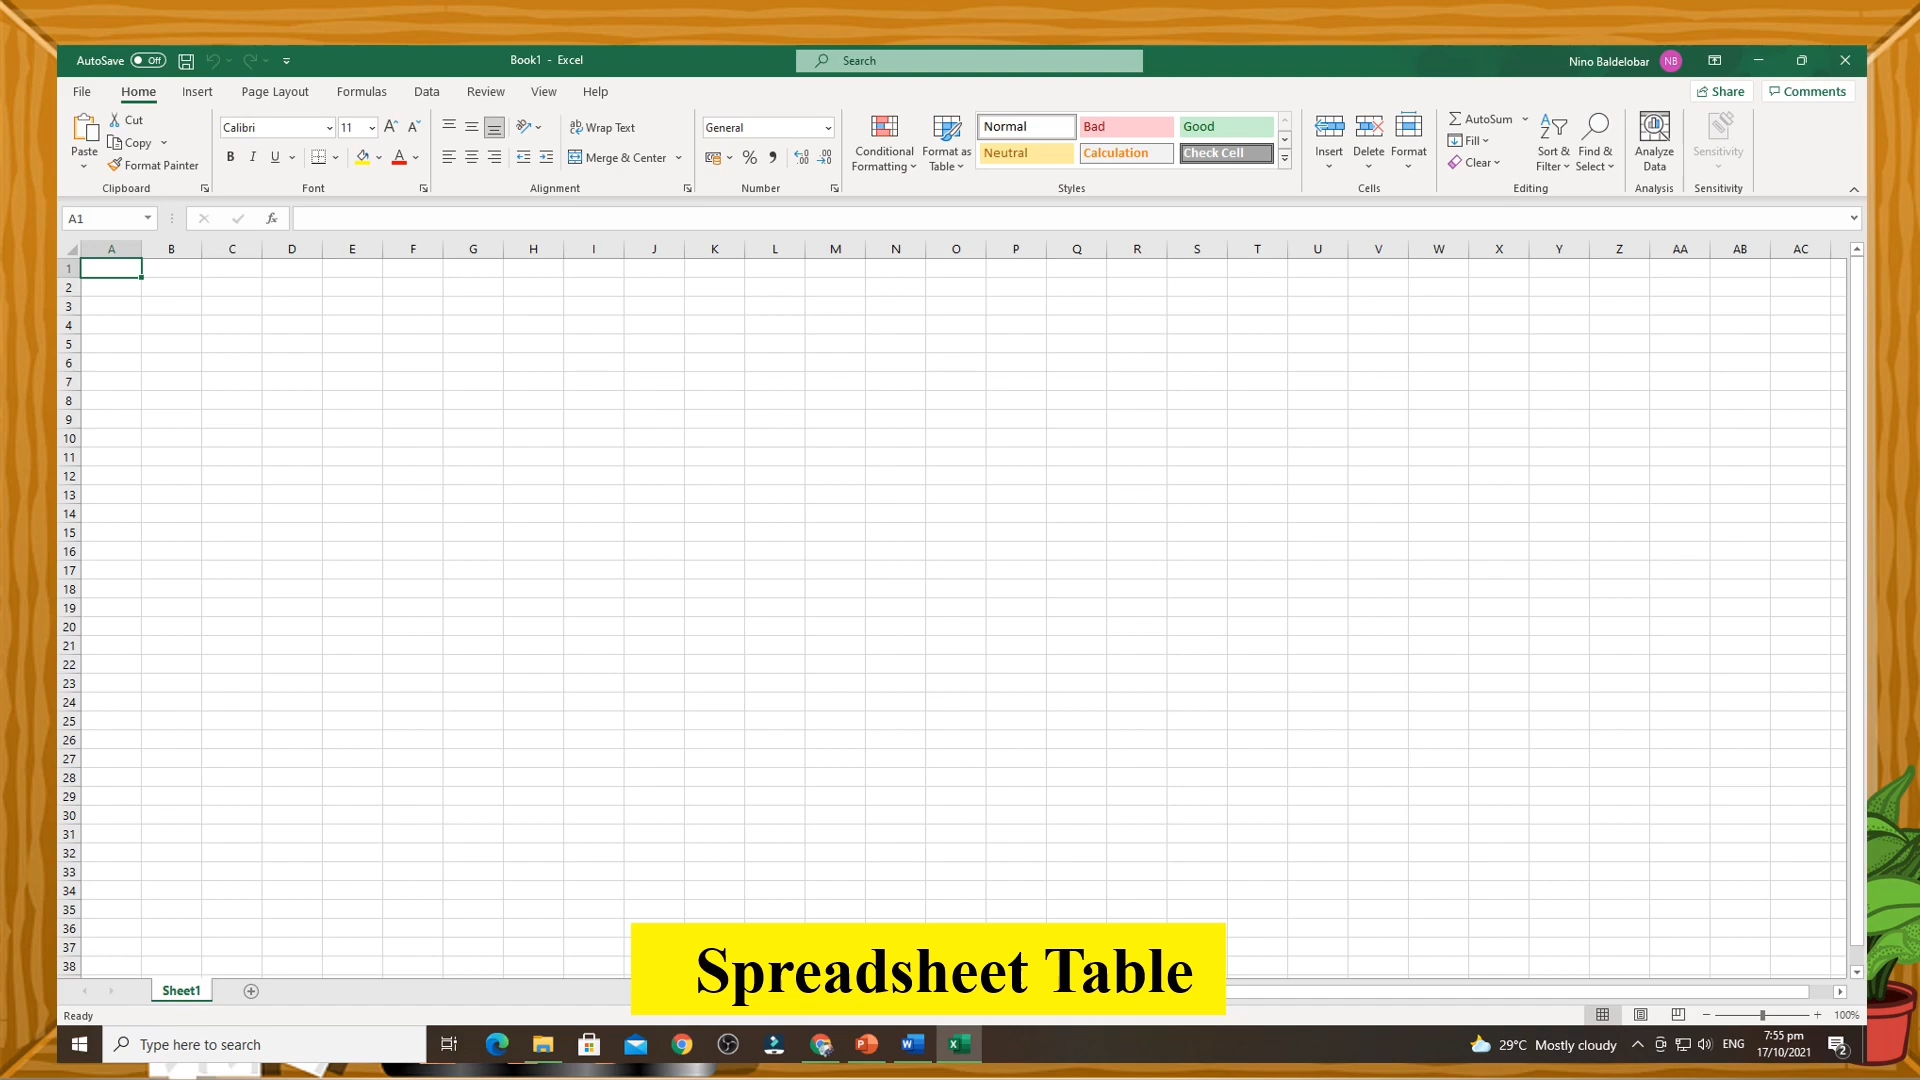 AutoSave Off Book1 - Excel Search Nino Baldelobar NB
File Home Insert Page Layout Formulas Data Review View Help Share Comments
Paste Cut Copy Format Painter Clipboard
Calibri 11 B I U A Font
Wrap Text Merge & Center Alignment
General % Number
Conditional Formatting Format as Table
Normal Bad Good
Neutral Calculation Check Cell
Styles
Insert Delete Format Cells
AutoSum Fill Clear Sort & Filter Find & Select Editing
Analyze Data Analysis
Sensitivity Sensitivity
A1 fx
A B C D E F G H I J K L M N O P Q R S T U V W X Y Z AA AB AC
1
2
3
4
5
6
7
8
9
10
11
12
13
14
15
16
17
18
19
20
21
22
23
24
25
26
27
28
29
30
31
32
33
34
35
36
37
38
Spreadsheet Table
Sheet1
Ready 100%
Type here to search 29°C Mostly cloudy ENG 7:55 pm
17/10/2021 2